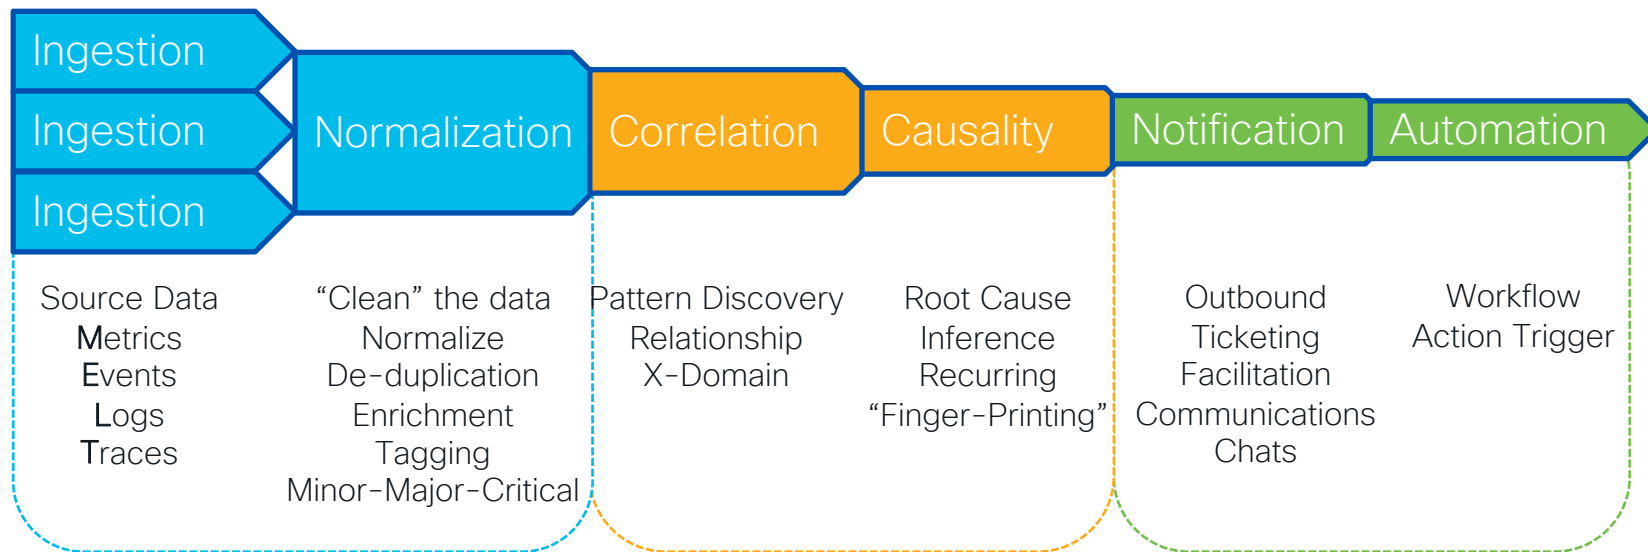 Ingestion
Ingestion
Ingestion
Normalization
Correlation
Causality
Notification
Automation
Source Data
Metrics
Events
Logs
Traces
“Clean” the data
Normalize
De-duplication
Enrichment
Tagging
Minor-Major-Critical
Pattern Discovery
Relationship
X-Domain
Root Cause
Inference
Recurring
“Finger-Printing”
Outbound
Ticketing
Facilitation
Communications
Chats
Workflow
Action Trigger